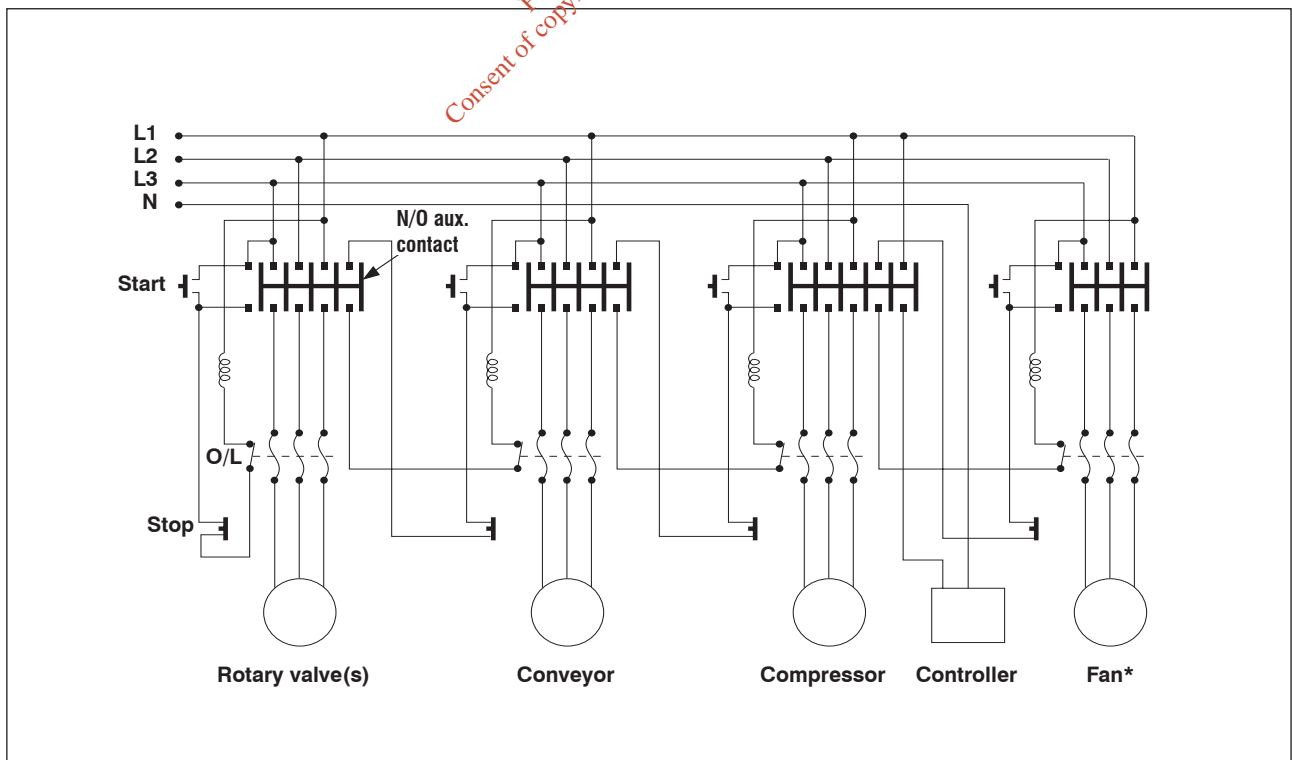 Consent of copy
L1
L2
L3
N
N/O aux.
contact
Start
O/L
Stop
Rotary valve(s) Conveyor Compressor Controller Fan*